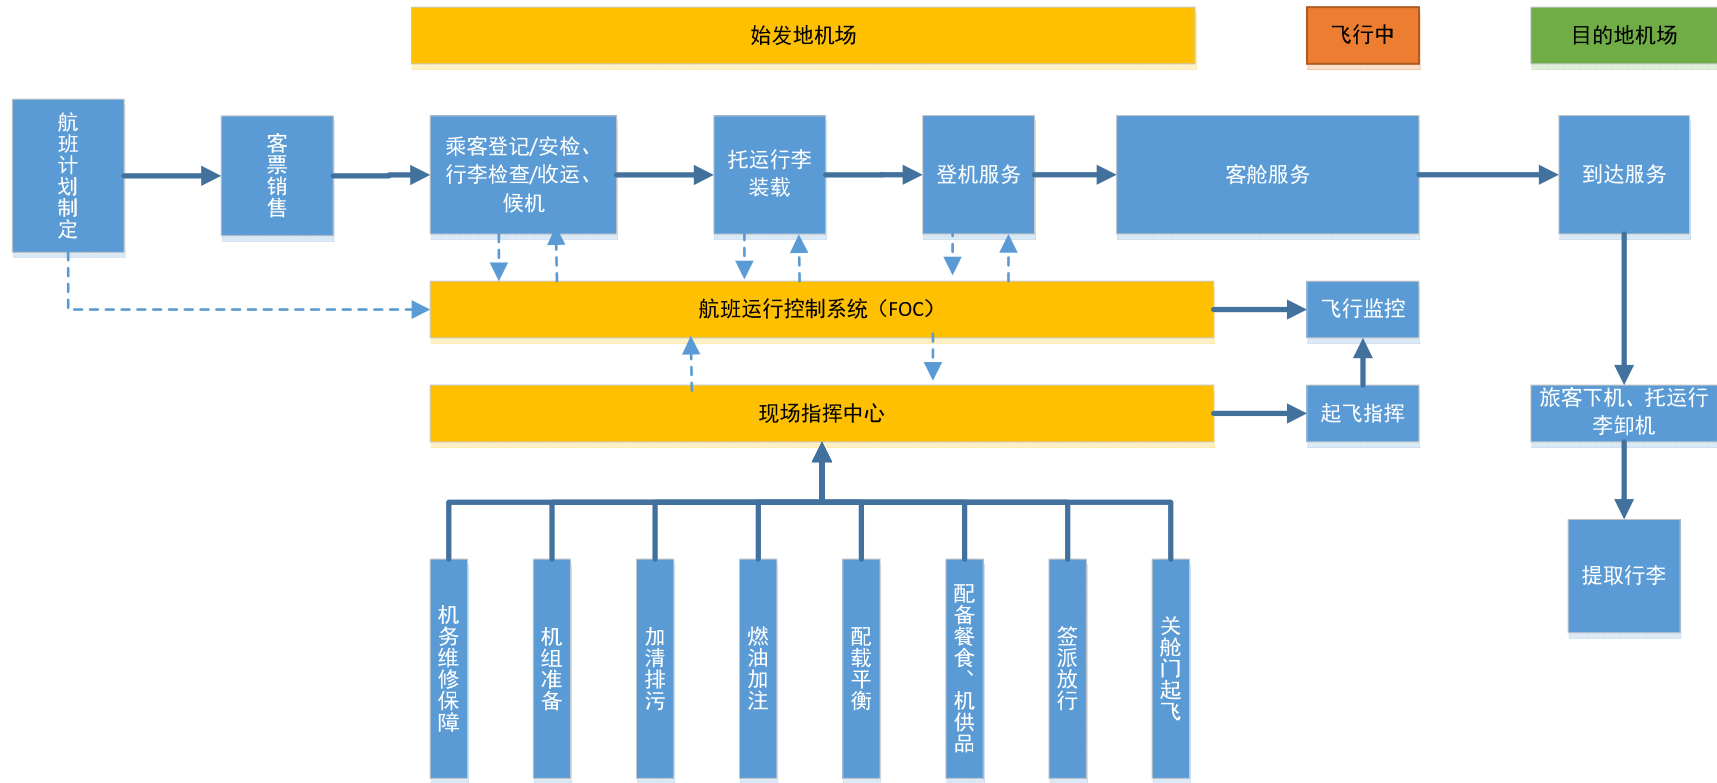 始发地机场
飞行中
目的地机场
航班计划制定
客票销售
乘客登记/安检、
行李检查/收运、
候机
托运行李
装载
登机服务
客舱服务
到达服务
航班运行控制系统（FOC）
飞行监控
现场指挥中心
起飞指挥
旅客下机、托运行
李卸机
提取行李
机务维修保障
机组准备
加清排污
燃油加注
配载平衡
配备餐食、机供品
签派放行
关舱门起飞